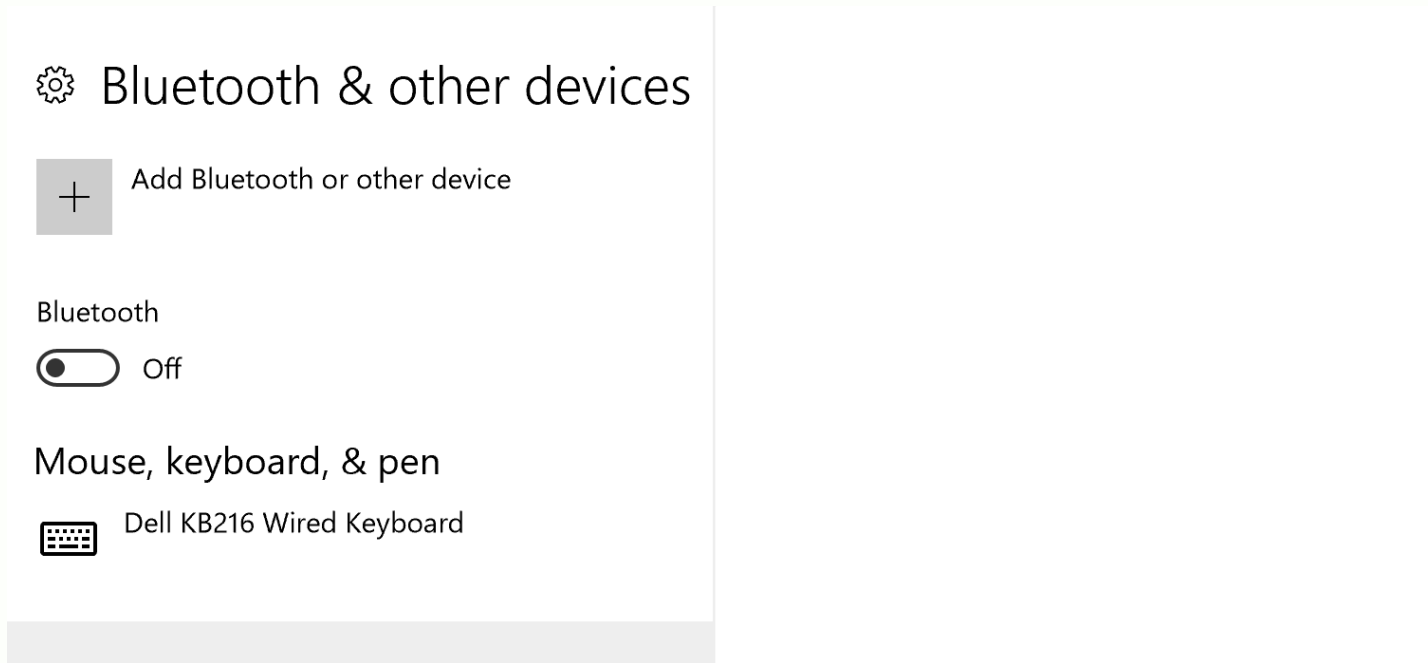 Bluetooth & other devices
Add Bluetooth or other device
Bluetooth
Off
Mouse, keyboard, & pen
Dell KB216 Wired Keyboard